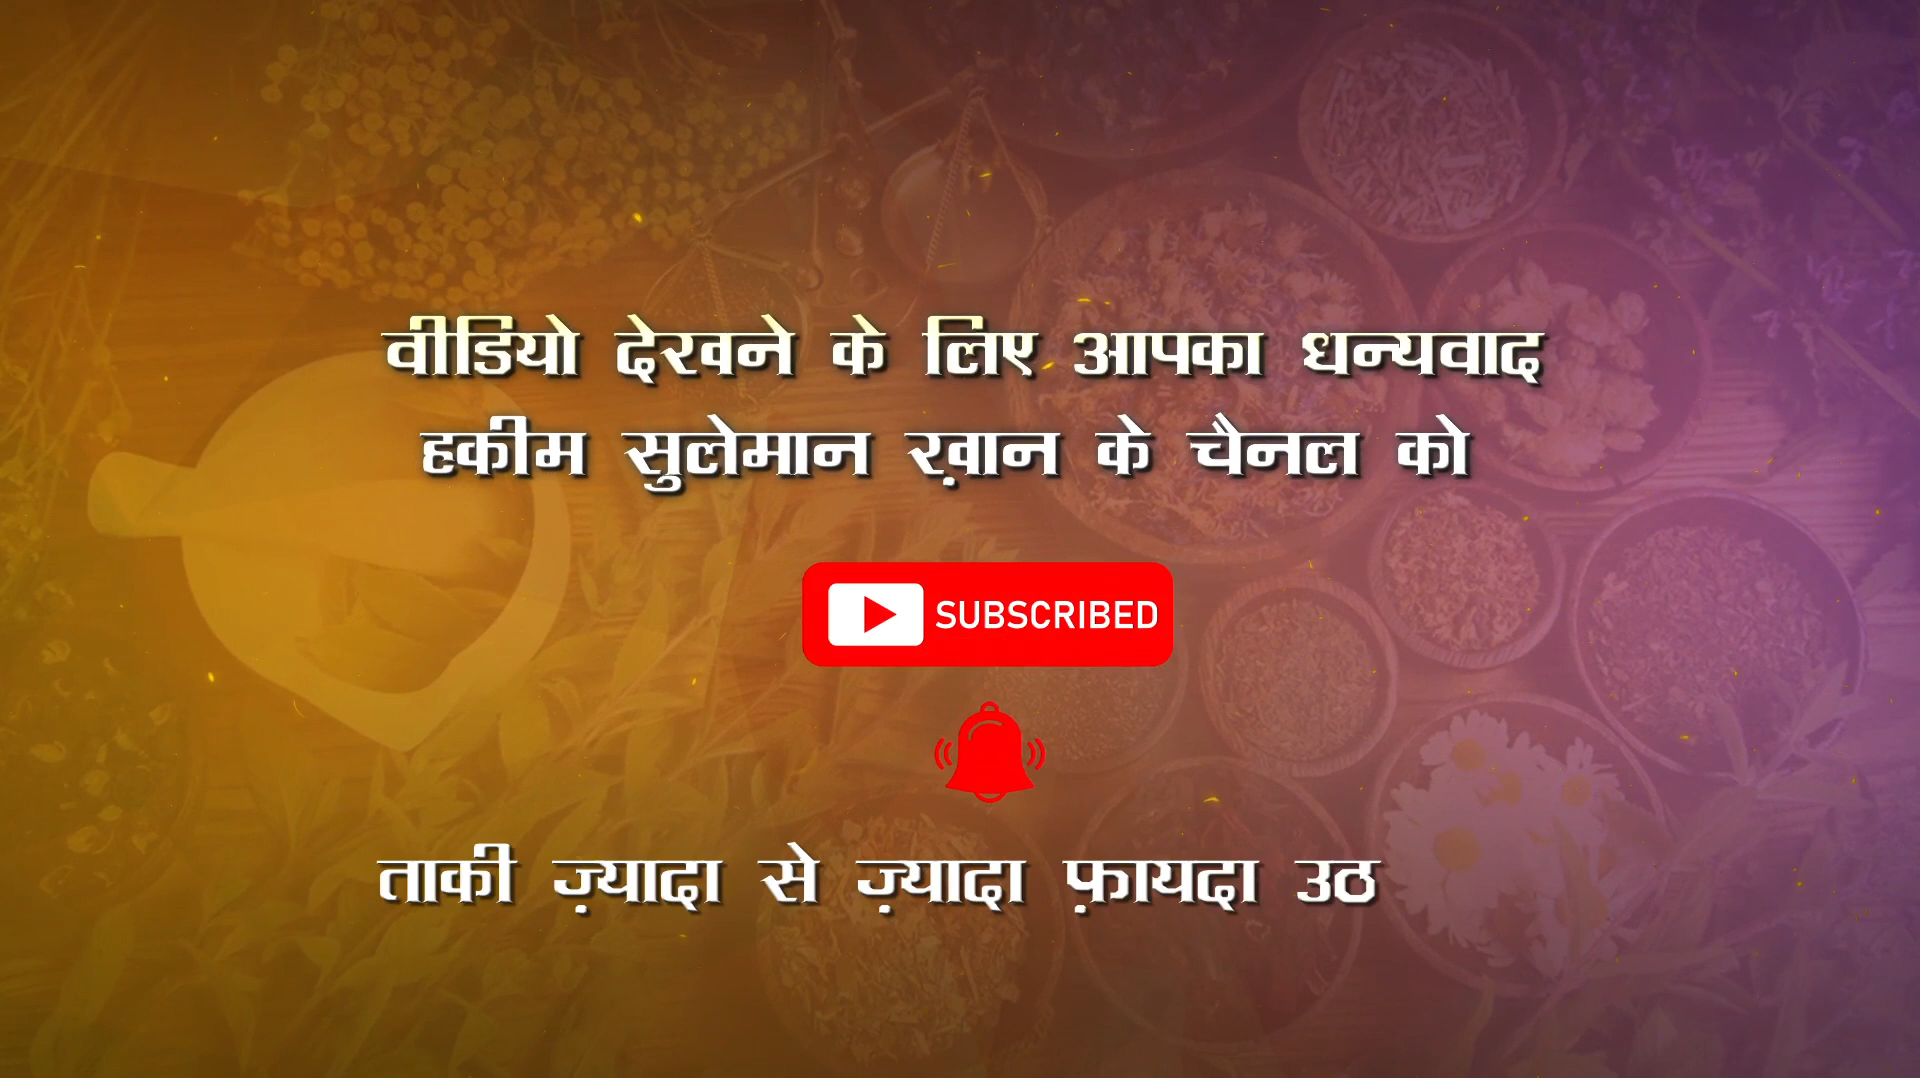 वीडियो देखने के लिए आपका धन्यवाद
हकीम सुलेमान ख़ान के चैनल को
SUBSCRIBED
ताकी ज़्यादा से ज़्यादा फ़ायदा उठ